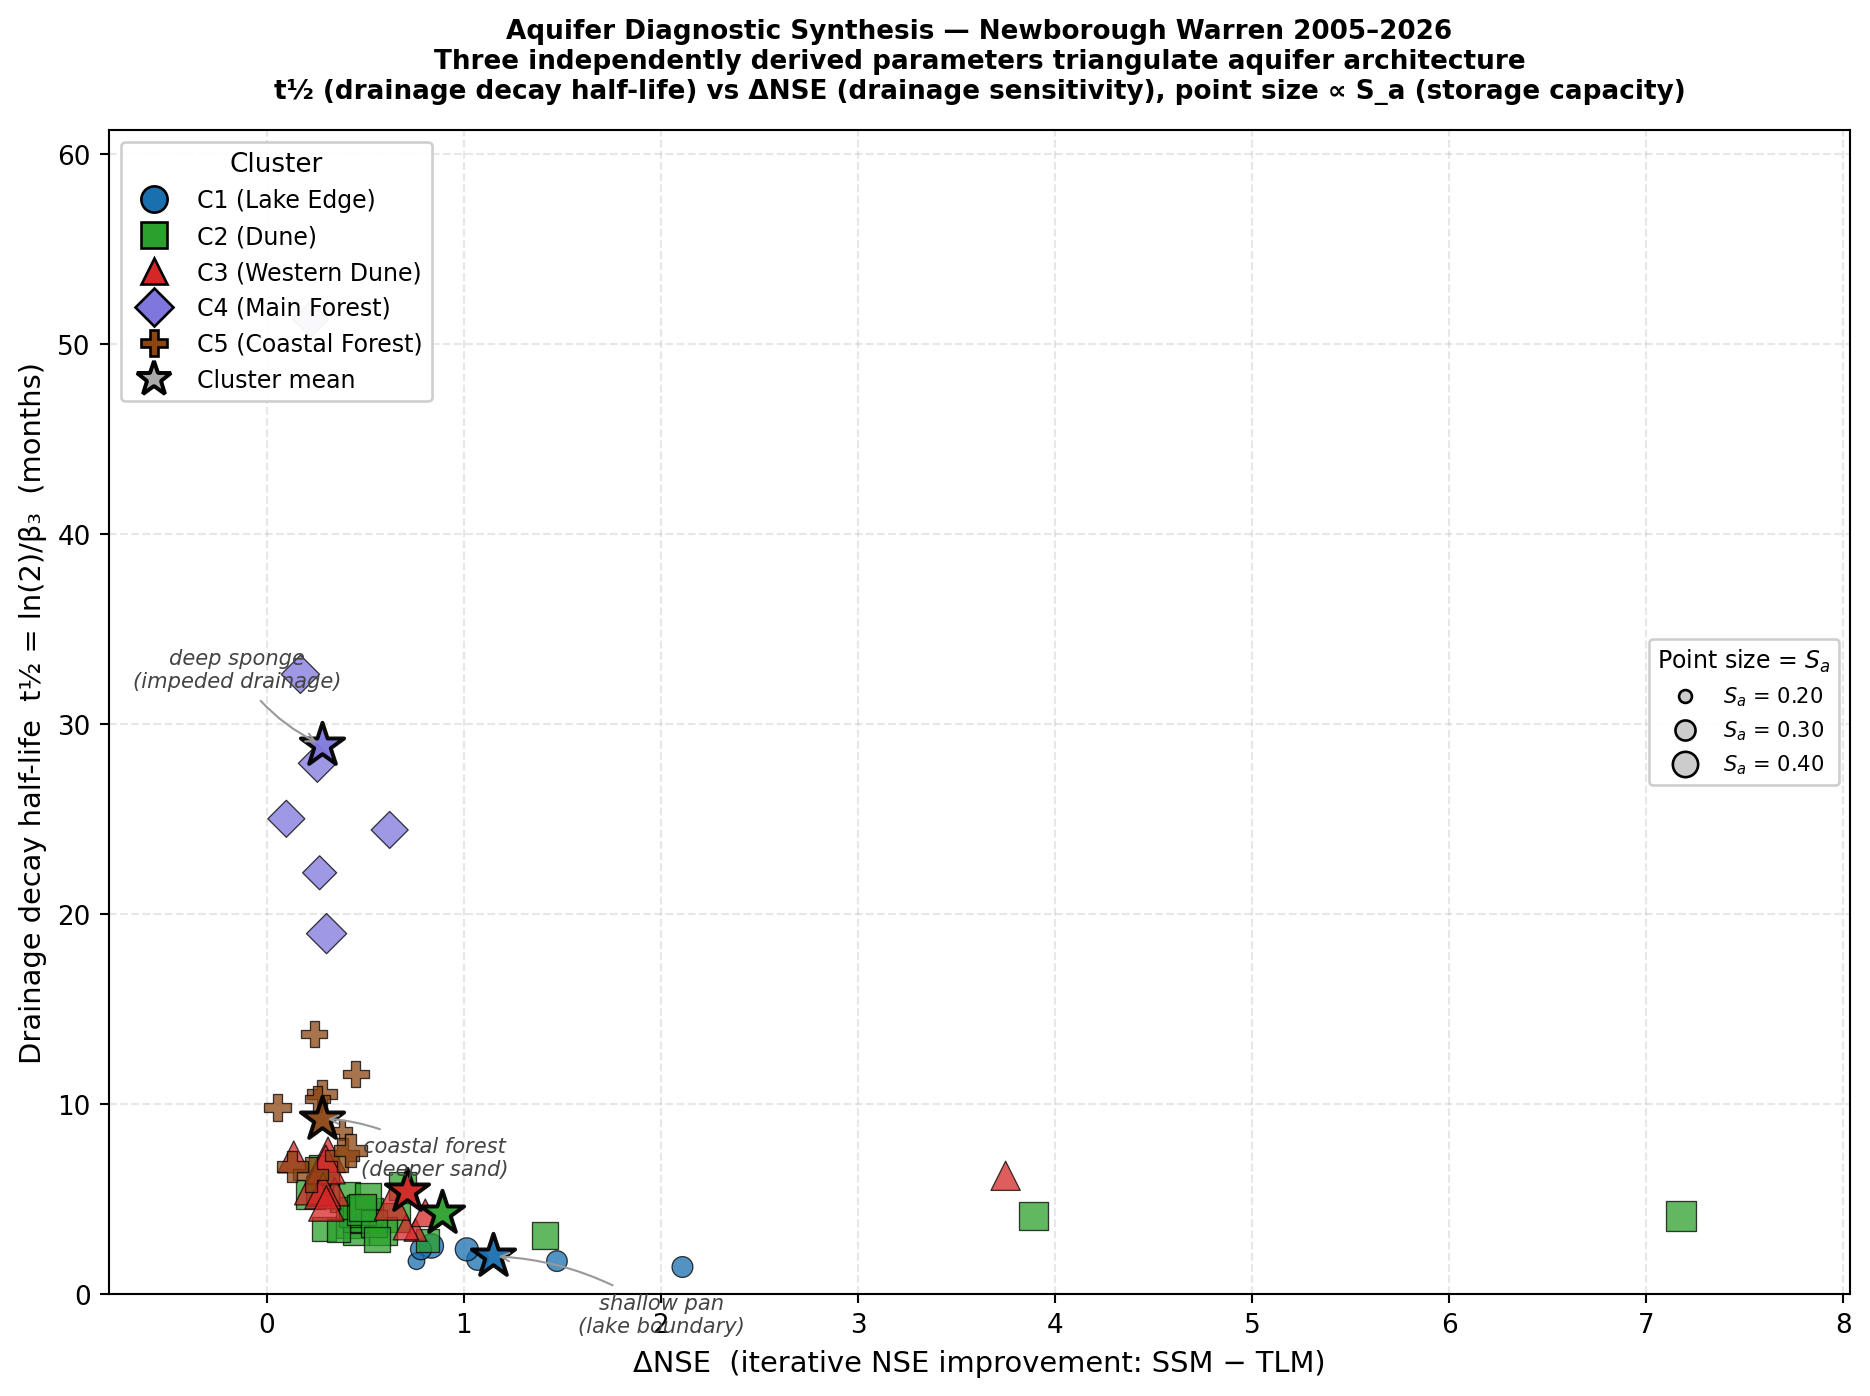 Aquifer Diagnostic Synthesis — Newborough Warren 2005–2026
Three independently derived parameters triangulate aquifer architecture
t½ (drainage decay half-life) vs ΔNSE (drainage sensitivity), point size ∝ S_a (storage capacity)
Drainage decay half-life t½ = ln(2)/β₃ (months)
60
50
40
30
20
10
0
Cluster
C1 (Lake Edge)
C2 (Dune)
C3 (Western Dune)
C4 (Main Forest)
C5 (Coastal Forest)
Cluster mean
deep sponge
(impeded drainage)
Point size = Sₐ
Sₐ = 0.20
Sₐ = 0.30
Sₐ = 0.40
coastal forest
(deeper sand)
shallow pan
(lake boundary)
0 1 2 3 4 5 6 7 8
ΔNSE (iterative NSE improvement: SSM − TLM)